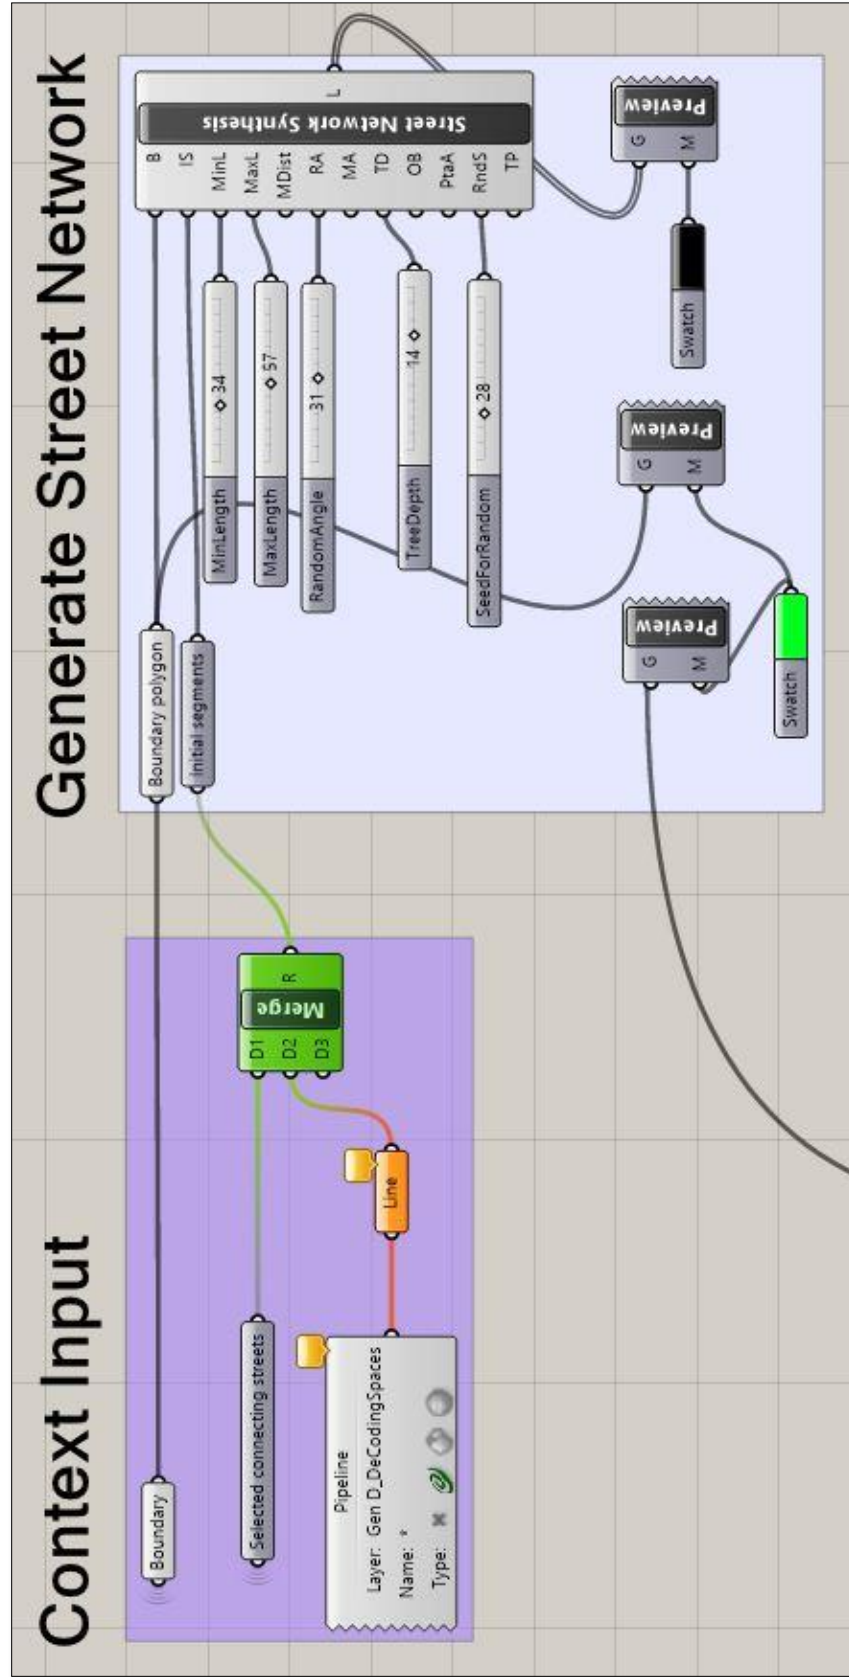 Context Input
Boundary
Selected connecting streets
Pipeline
Layer: Gen D_DeCodingSpaces
Name: *
Type:
Line
D1
D2
D3
Merge
R
Generate Street Network
Boundary polygon
Initial segments
MinLength
34
MaxLength
57
RandomAngle
31
TreeDepth
14
SeedForRandom
28
B
IS
MinL
MaxL
MDist
RA
MA
TD
OB
PtaA
RndS
TP
Street Network Synthesis
L
G
M
Preview
Swatch
G
M
Preview
Swatch
G
M
Preview